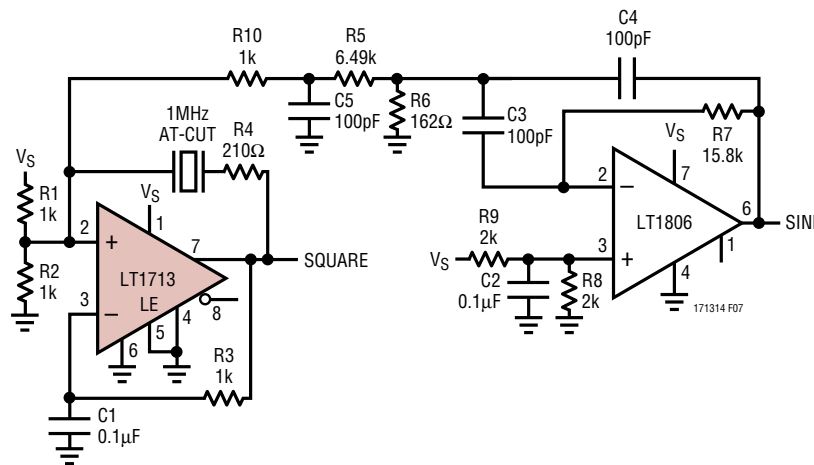 C4
100pF
R10
1k
R5
6.49k
C5
100pF
R6
162Ω
C3
100pF
R7
15.8k
1MHz
AT-CUT
R4
210Ω
VS
R1
1k
R2
1k
VS
1
2
+
7
SQUARE
LT1713
LE
3
−
8
4
5
6
R3
1k
C1
0.1µF
VS
7
2
−
6
SIN
LT1806
1
R9
2k
VS
3
+
4
C2
0.1µF
R8
2k
171314 F07